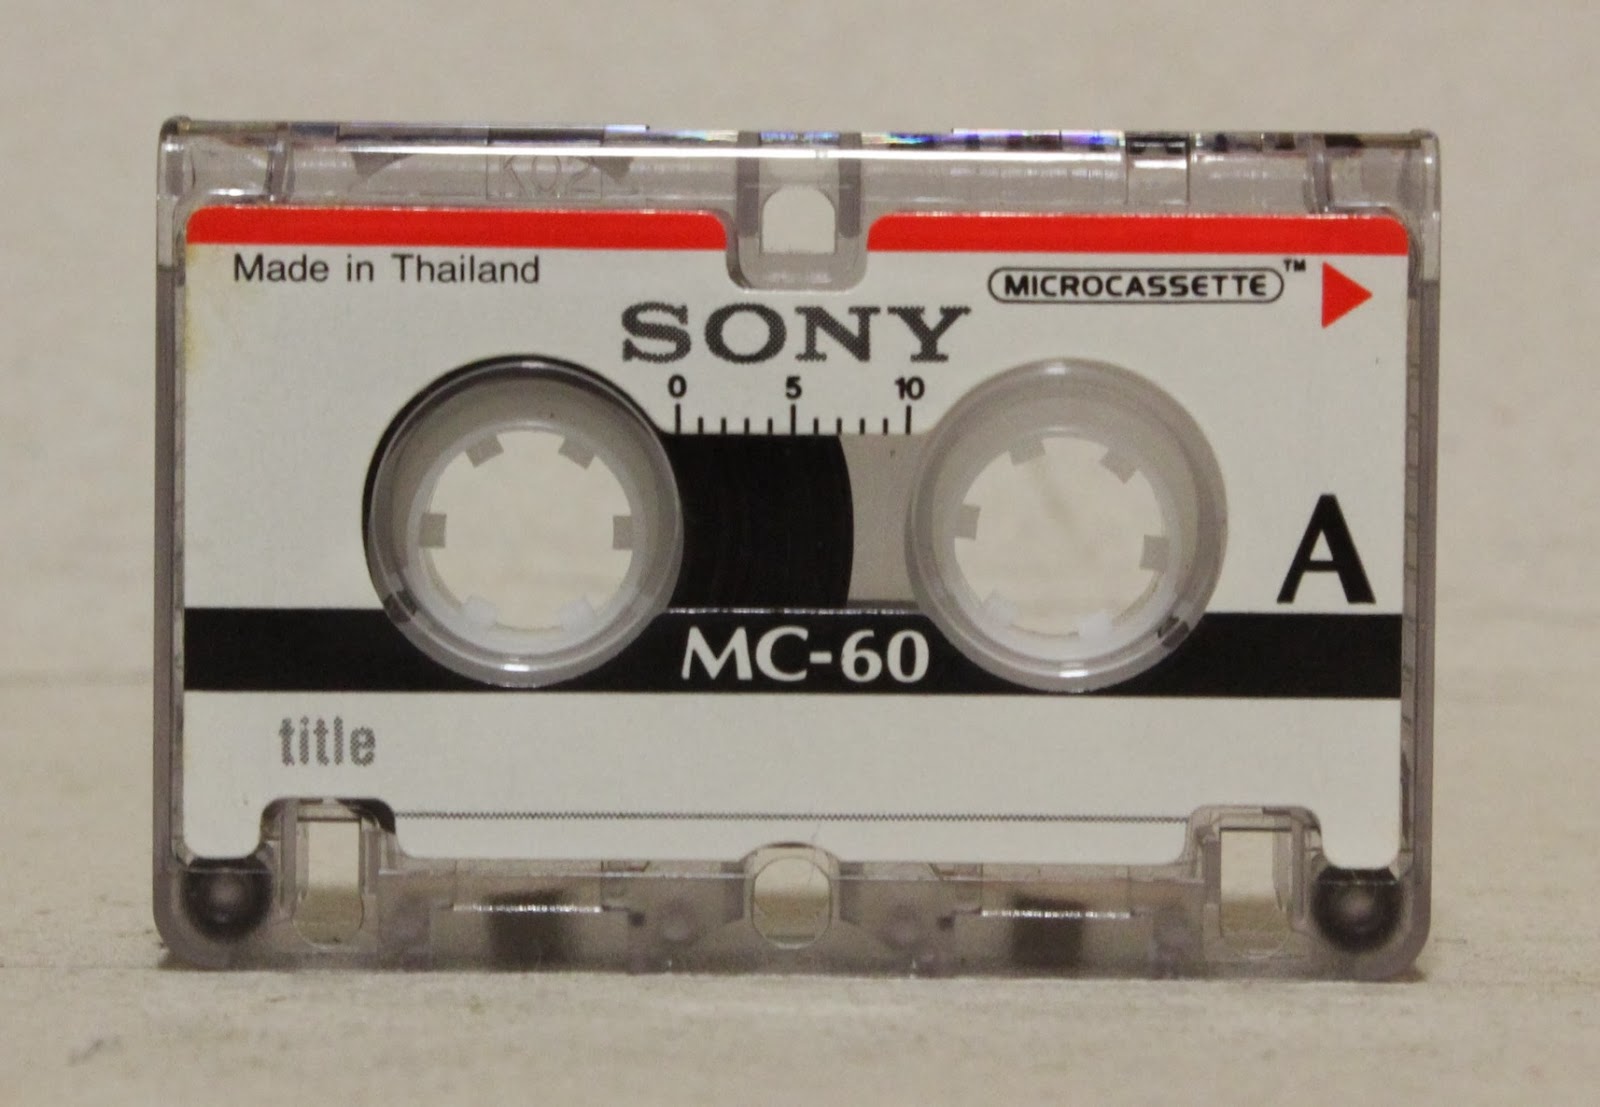 Made in Thailand
MICROCASSETTE™
SONY
0 5 10
A
MC-60
title